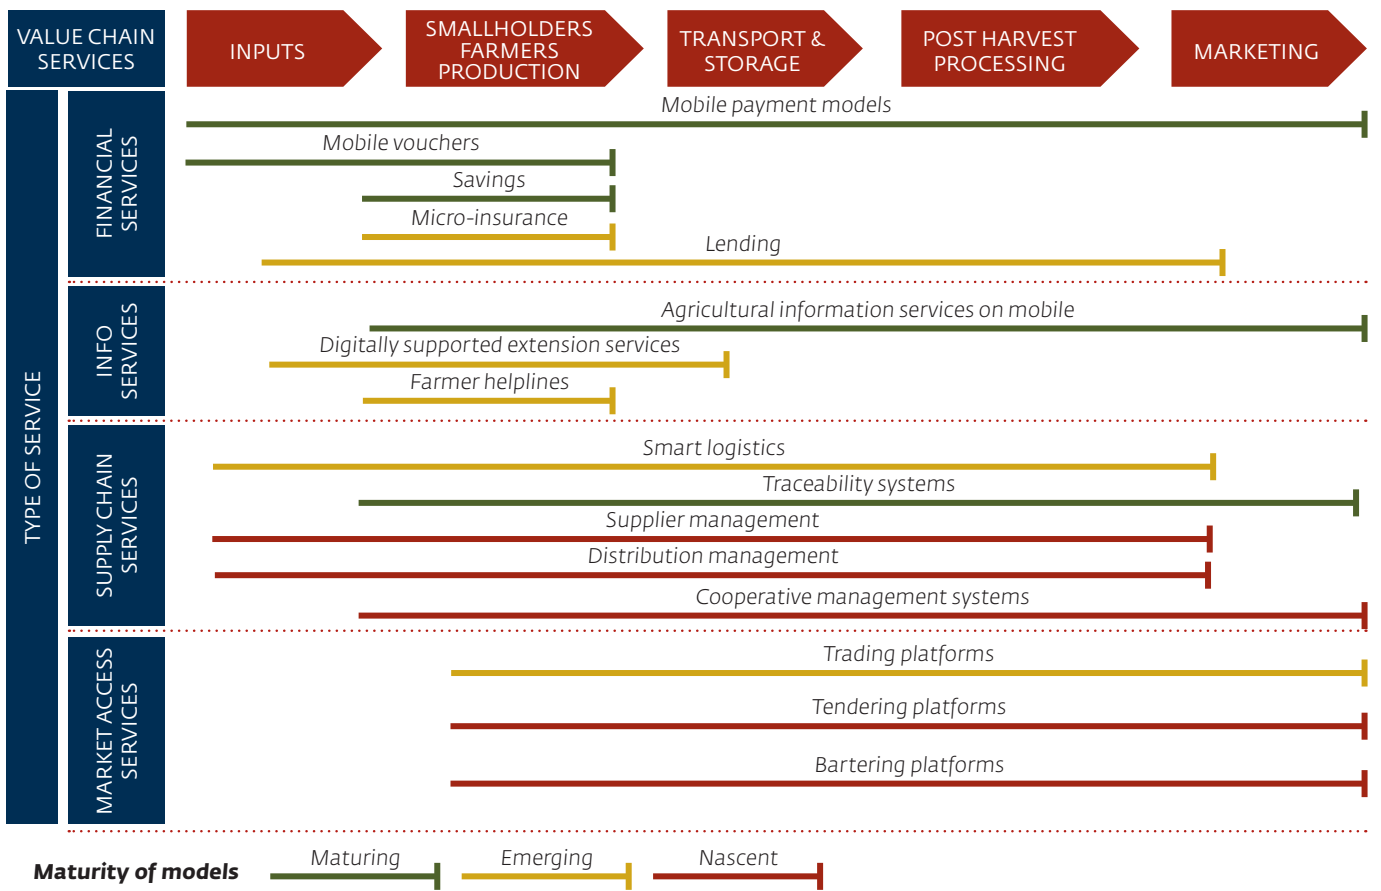 VALUE CHAIN
SERVICES
INPUTS
SMALLHOLDERS
FARMERS
PRODUCTION
TRANSPORT &
STORAGE
POST HARVEST
PROCESSING
MARKETING
TYPE OF SERVICE
FINANCIAL
SERVICES
Mobile payment models
Mobile vouchers
Savings
Micro-insurance
Lending
INFO
SERVICES
Agricultural information services on mobile
Digitally supported extension services
Farmer helplines
SUPPLY CHAIN
SERVICES
Smart logistics
Traceability systems
Supplier management
Distribution management
Cooperative management systems
MARKET ACCESS
SERVICES
Trading platforms
Tendering platforms
Bartering platforms
Maturity of models
Maturing
Emerging
Nascent